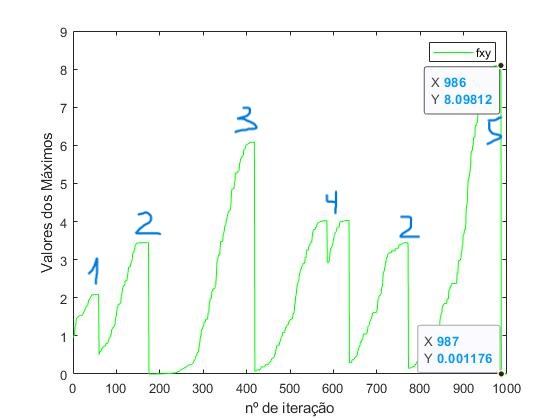 9
fxy
8
X 986
Y 8.09812
7
3
5
6
Valores dos Máximos
5
4
2
2
4
1
3
2
X 987
Y 0.001176
1
0
0 100 200 300 400 500 600 700 800 900 1000
nº de iteração